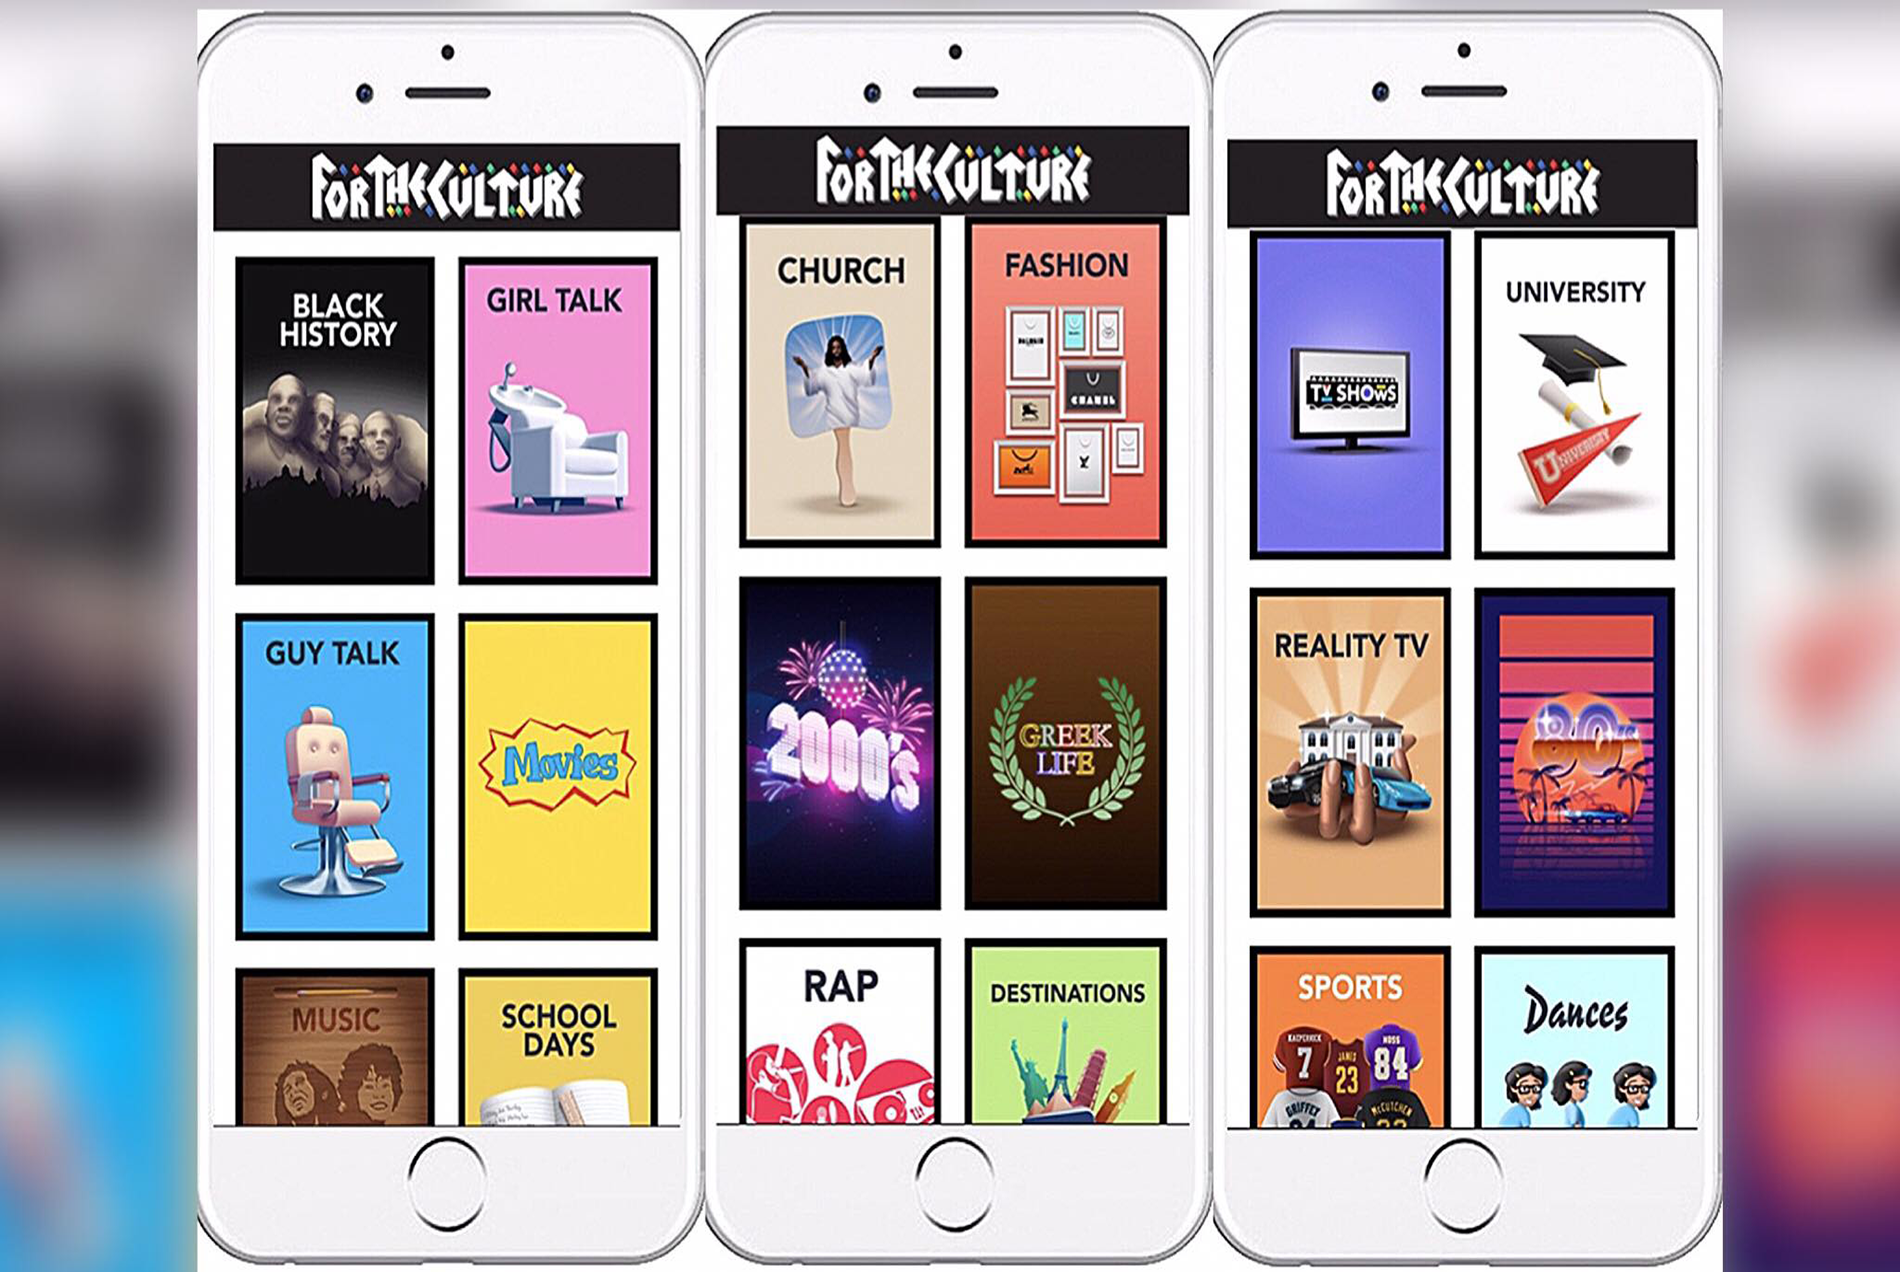 FORTHECULTURE
BLACK
HISTORY
GIRL TALK
GUY TALK
Movies
MUSIC
SCHOOL
DAYS
FORTHECULTURE
CHURCH
FASHION
CHANEL
2000's
GREEK
LIFE
RAP
DESTINATIONS
FORTHECULTURE
TV SHOWS
UNIVERSITY
UNIVERSITY
REALITY TV
80's
SPORTS
KAEPERNICK
7
JAMES
23
MOSS
84
GRIFFEY
24
McCUTCHEN
22
Dances